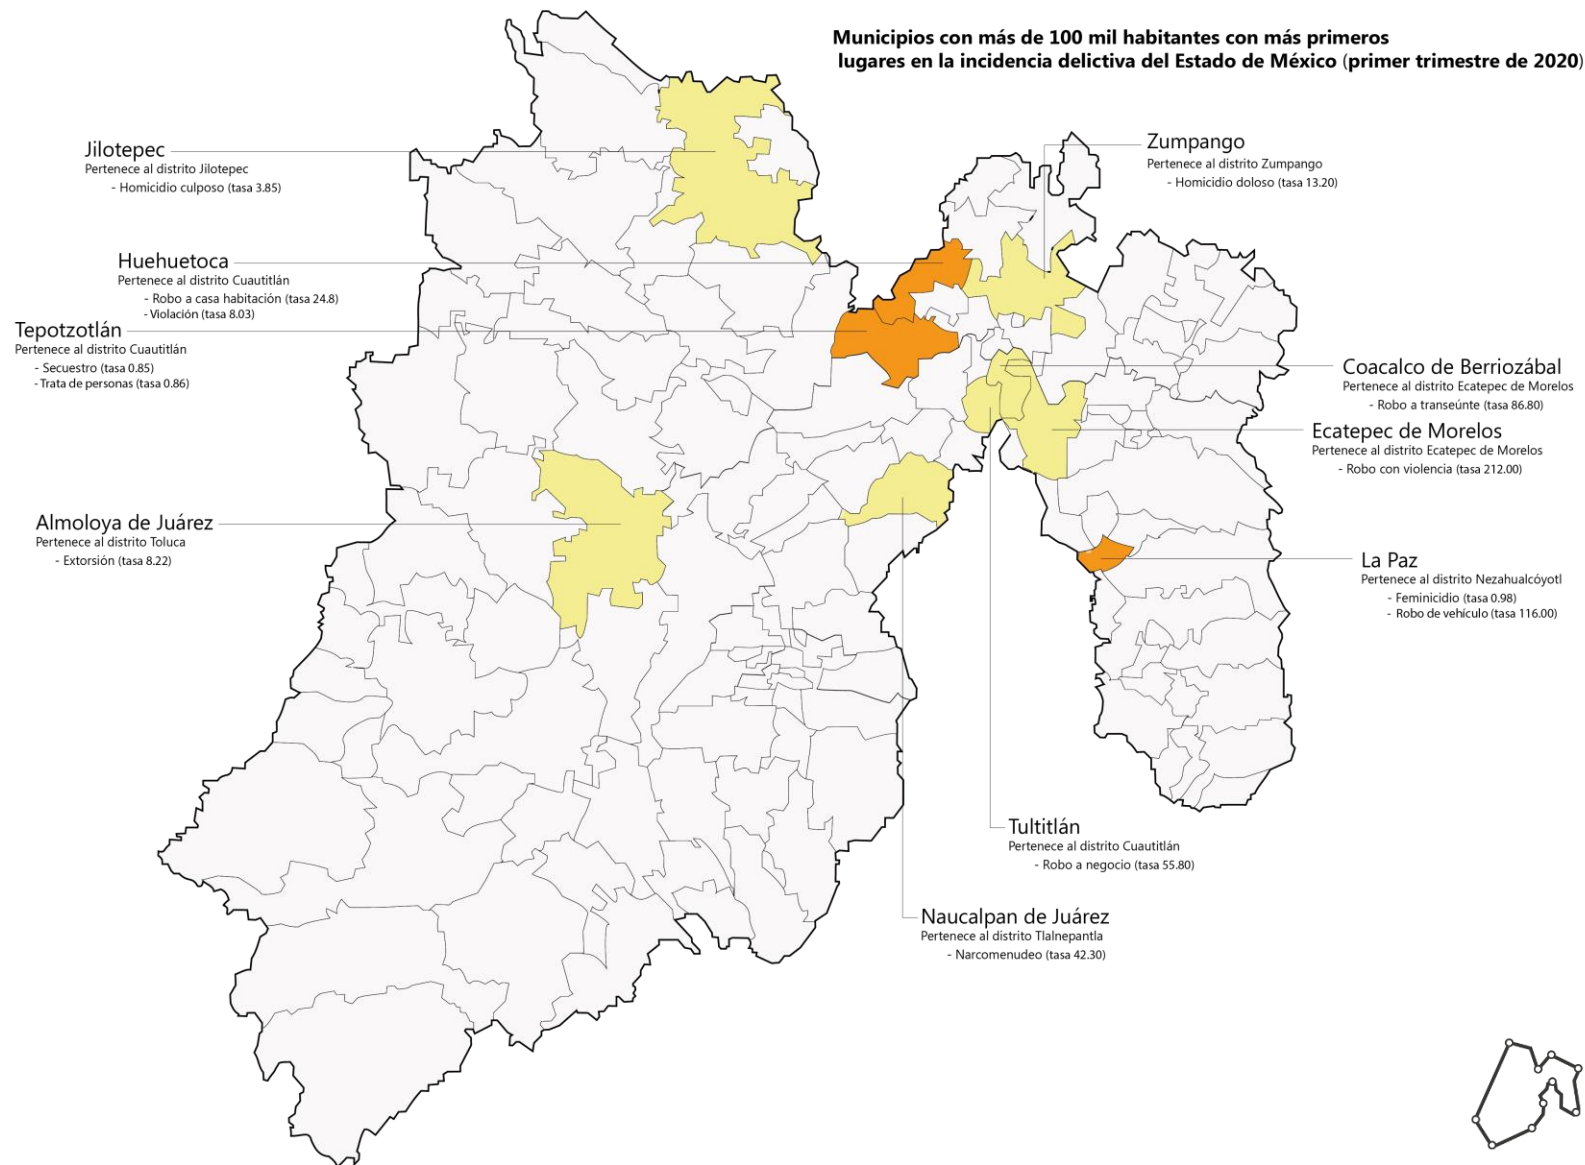 Municipios con más de 100 mil habitantes con más primeros
lugares en la incidencia delictiva del Estado de México (primer trimestre de 2020)
Jilotepec
Pertenece al distrito Jilotepec
- Homicidio culposo (tasa 3.85)
Zumpango
Pertenece al distrito Zumpango
- Homicidio doloso (tasa 13.20)
Huehuetoca
Pertenece al distrito Cuautitlán
- Robo a casa habitación (tasa 24.8)
- Violación (tasa 8.03)
Tepotzotlán
Pertenece al distrito Cuautitlán
- Secuestro (tasa 0.85)
- Trata de personas (tasa 0.86)
Coacalco de Berriozábal
Pertenece al distrito Ecatepec de Morelos
- Robo a transeúnte (tasa 86.80)
Ecatepec de Morelos
Pertenece al distrito Ecatepec de Morelos
- Robo con violencia (tasa 212.00)
Almoloya de Juárez
Pertenece al distrito Toluca
- Extorsión (tasa 8.22)
La Paz
Pertenece al distrito Nezahualcóyotl
- Feminicidio (tasa 0.98)
- Robo de vehículo (tasa 116.00)
Tultitlán
Pertenece al distrito Cuautitlán
- Robo a negocio (tasa 55.80)
Naucalpan de Juárez
Pertenece al distrito Tlalnepantla
- Narcomenudeo (tasa 42.30)